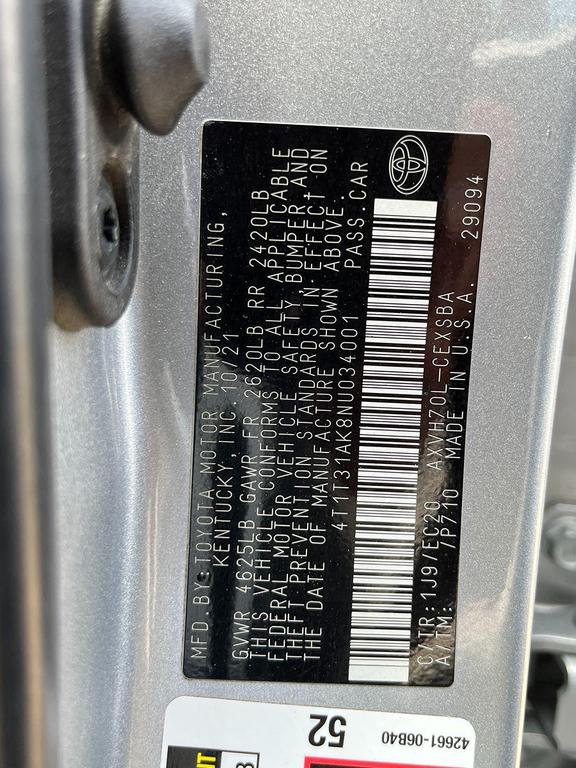 MFD.BY:TOYOTA MOTOR MANUFACTURING,
KENTUCKY,INC. 10/21
GVWR 4625LB GAWR FR 2620LB RR 2420LB
THIS VEHICLE CONFORMS TO ALL APPLICABLE
FEDERAL MOTOR VEHICLE SAFETY, BUMPER,AND
THEFT PREVENTION STANDARDS IN EFFECT ON
THE DATE OF MANUFACTURE SHOWN ABOVE.
4T1T31AK8NU034001 PASS.CAR
C/TR:1J9/EC20 AXVH70L-CEXSBA
A/TM: /P710 MADE IN U.S.A. 29094
52
42661-06B40